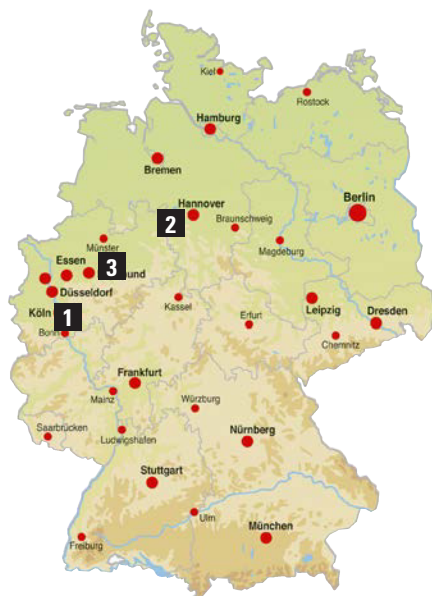 Kiel
Rostock
Hamburg
Bremen
Berlin
Hannover
2
Braunschweig
Münster
Magdeburg
Essen
3
und
Düsseldorf
Kassel
Leipzig
Köln
1
Dresden
Erfurt
Bonn
Chemnitz
Frankfurt
Mainz
Würzburg
Saarbrücken
Ludwigshafen
Nürnberg
Stuttgart
Ulm
Freiburg
München